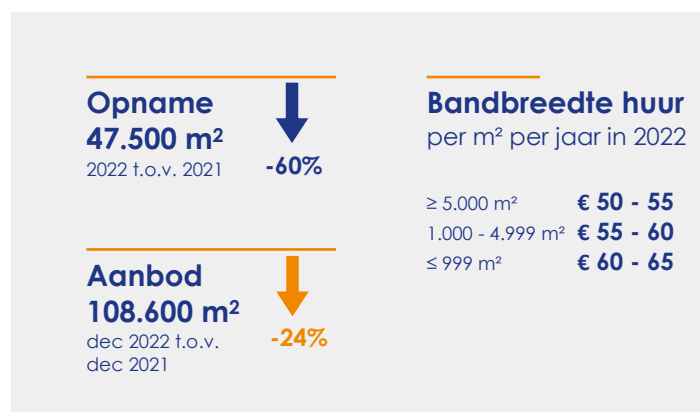 Opname
47.500 m²
2022 t.o.v. 2021
-60%
Aanbod
108.600 m²
dec 2022 t.o.v.
dec 2021
-24%
Bandbreedte huur
per m² per jaar in 2022
≥ 5.000 m² € 50 - 55
1.000 - 4.999 m² € 55 - 60
≤ 999 m² € 60 - 65